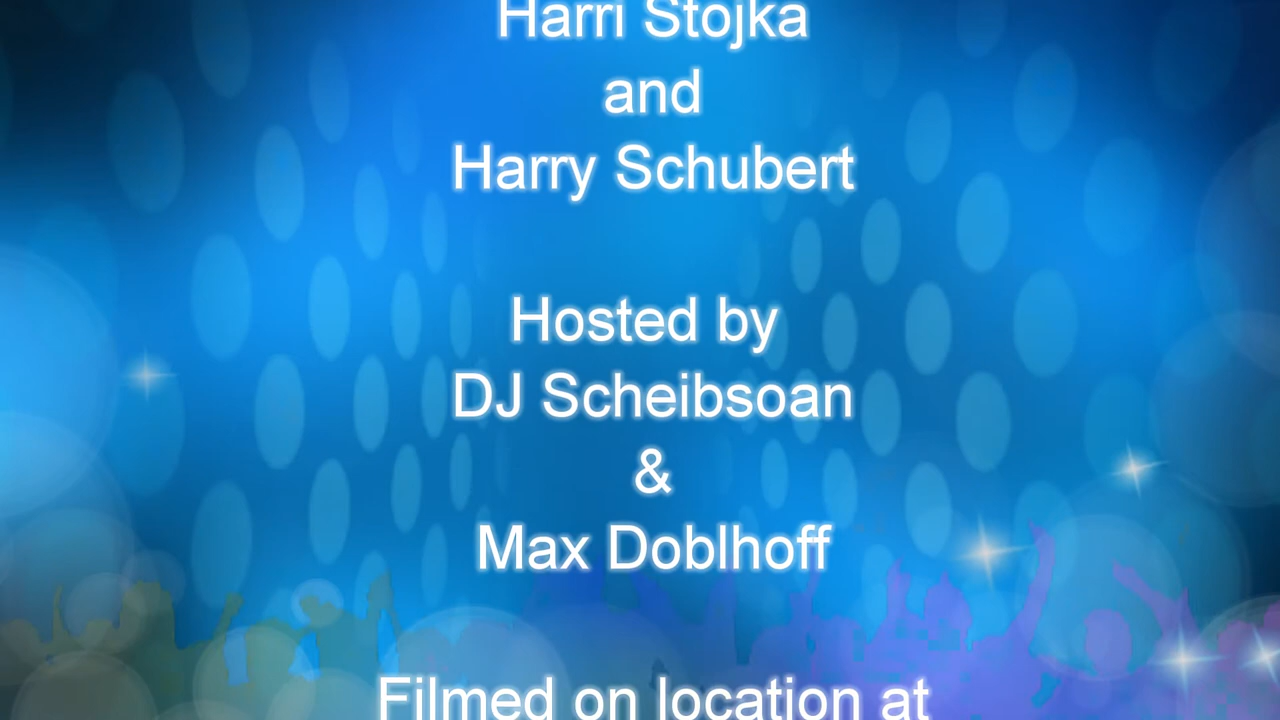 Harri Stojka
and
Harry Schubert
Hosted by
DJ Scheibsoan
&
Max Doblhoff
Filmed on location at